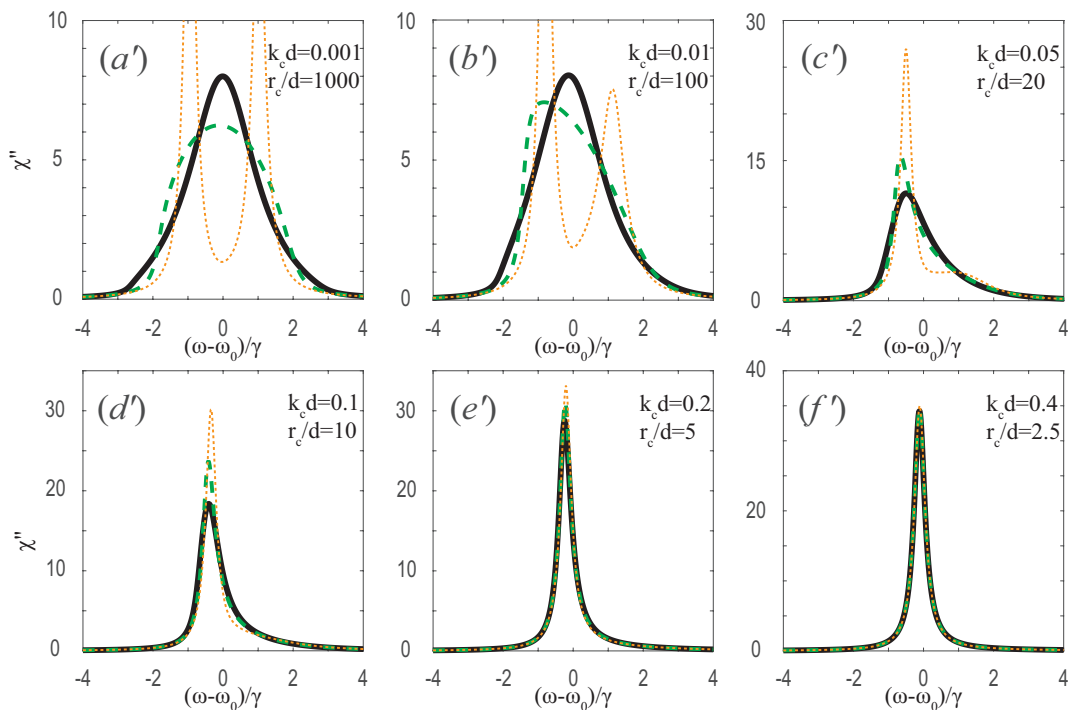 10
(a′)
k_c d=0.001
r_c/d=1000
χ″
5
0
-4 -2 0 2 4
(ω-ω_0)/γ
10
(b′)
k_c d=0.01
r_c/d=100
5
0
-4 -2 0 2 4
(ω-ω_0)/γ
30
(c′)
k_c d=0.05
r_c/d=20
15
0
-4 -2 0 2 4
(ω-ω_0)/γ
30
(d′)
k_c d=0.1
r_c/d=10
20
χ″
10
0
-4 -2 0 2 4
(ω-ω_0)/γ
30
(e′)
k_c d=0.2
r_c/d=5
20
10
0
-4 -2 0 2 4
(ω-ω_0)/γ
40
(f′)
k_c d=0.4
r_c/d=2.5
20
0
-4 -2 0 2 4
(ω-ω_0)/γ